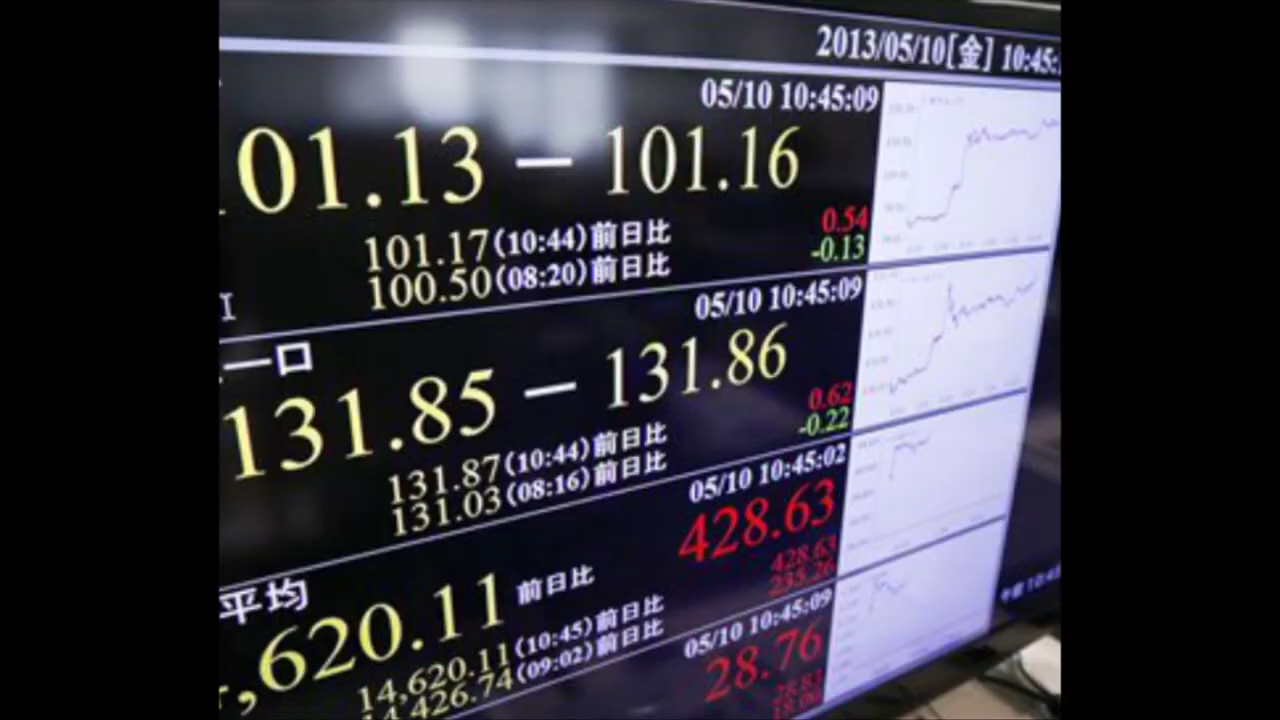 2013/05/10[金] 10:45:
05/10 10:45:09
101.13 - 101.16
101.17(10:44)前日比 0.54
100.50(08:20)前日比 -0.13
05/10 10:45:09
ー口
131.85 - 131.86
131.87(10:44)前日比 0.62
131.03(08:16)前日比 -0.22
05/10 10:45:02
平均 428.63
,620.11 前日比
14,620.11(10:45)前日比 428.63
14,426.74(09:02)前日比 235.26
05/10 10:45:09
28.76